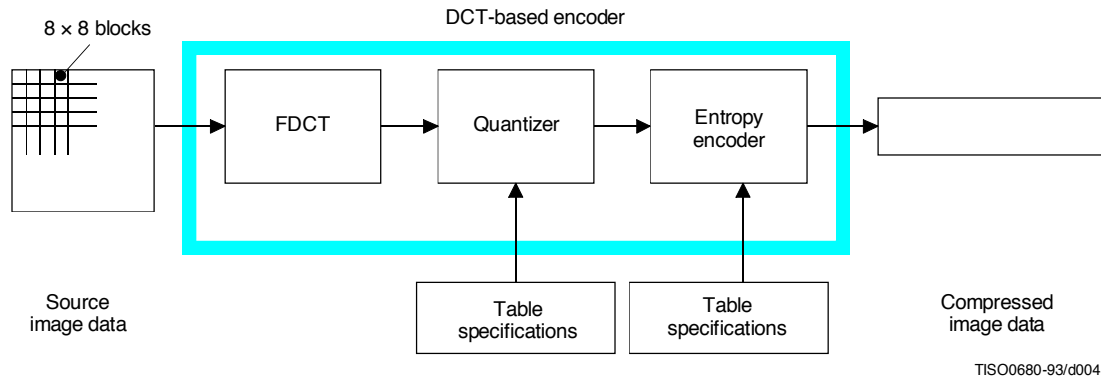 DCT-based encoder
8 × 8 blocks
FDCT
Quantizer
Entropy
encoder
Source
image data
Table
specifications
Table
specifications
Compressed
image data
TISO0680-93/d004